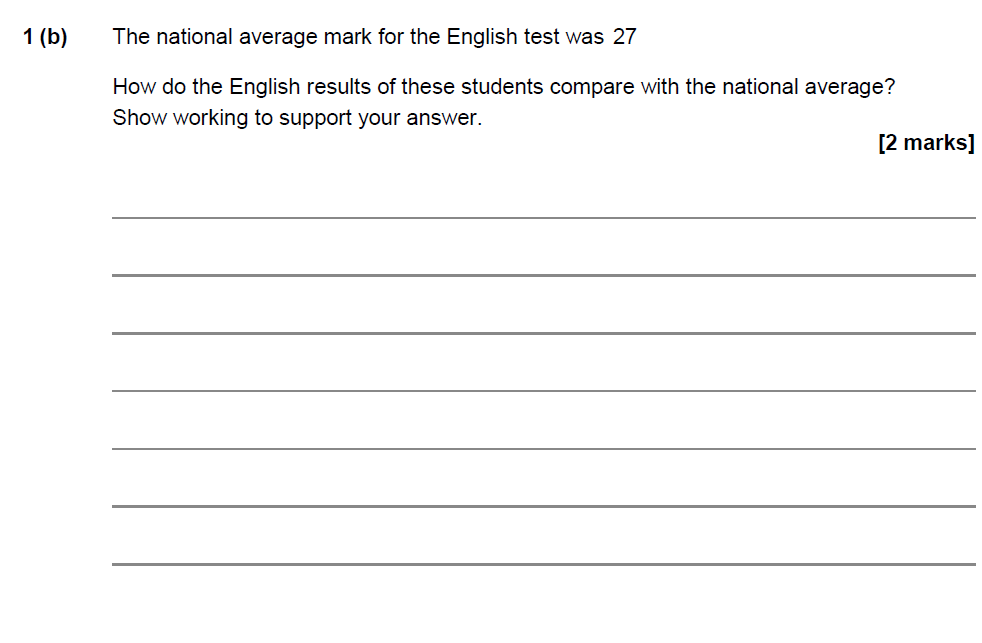 1 (b) The national average mark for the English test was 27
How do the English results of these students compare with the national average?
Show working to support your answer.
[2 marks]